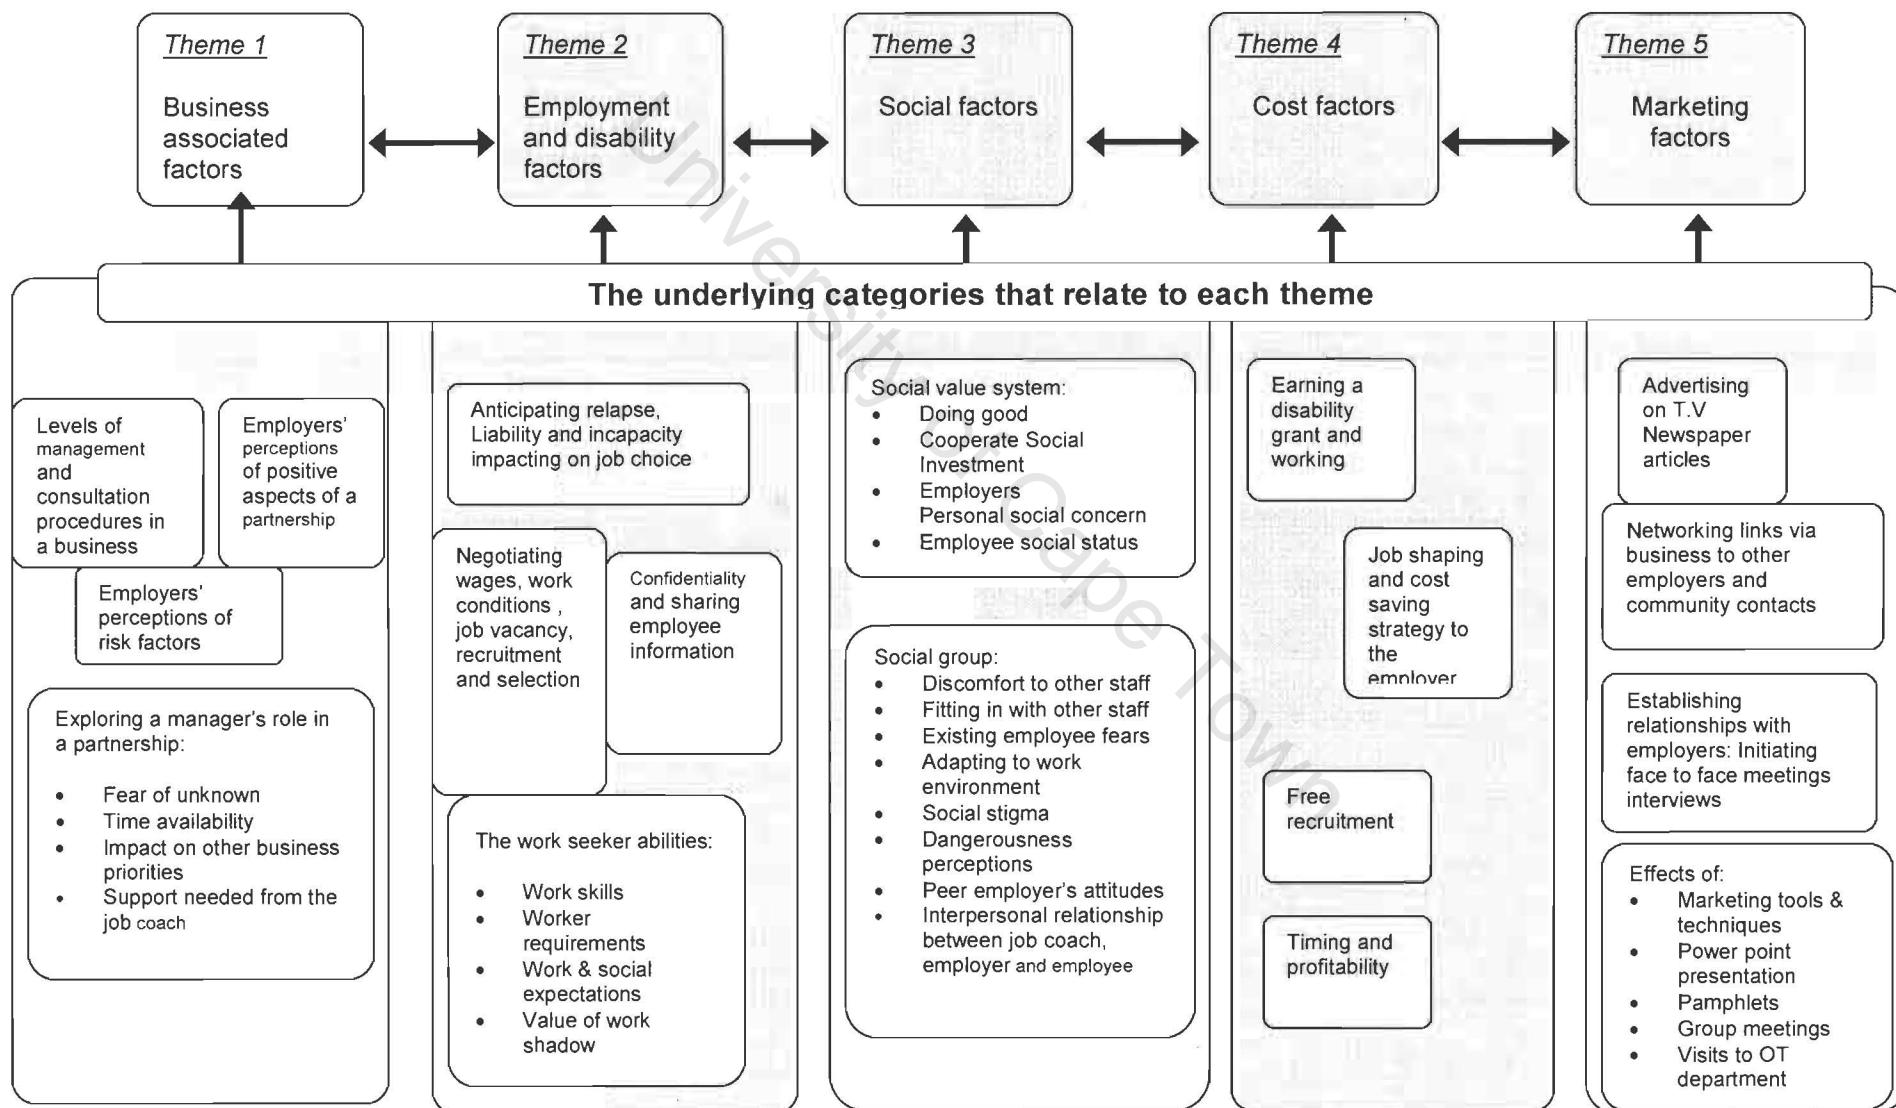 Theme 1
Business
associated
factors
Theme 2
Employment
and disability
factors
Theme 3
Social factors
Theme 4
Cost factors
Theme 5
Marketing
factors
The underlying categories that relate to each theme
Levels of
management
and
consultation
procedures in
a business
Employers'
perceptions
of positive
aspects of a
partnership
Employers'
perceptions of
risk factors
Exploring a manager's role in
a partnership:
• Fear of unknown
• Time availability
• Impact on other business
priorities
• Support needed from the
job coach
Anticipating relapse,
Liability and incapacity
impacting on job choice
Negotiating
wages, work
conditions ,
job vacancy,
recruitment
and selection
Confidentiality
and sharing
employee
information
The work seeker abilities:
• Work skills
• Worker
requirements
• Work & social
expectations
• Value of work
shadow
Social value system:
• Doing good
• Cooperate Social
Investment
• Employers
Personal social concern
• Employee social status
Social group:
• Discomfort to other staff
• Fitting in with other staff
• Existing employee fears
• Adapting to work
environment
• Social stigma
• Dangerousness
perceptions
• Peer employer's attitudes
• Interpersonal relationship
between job coach,
employer and employee
Earning a
disability
grant and
working
Job shaping
and cost
saving
strategy to
the
employer
Free
recruitment
Timing and
profitability
Advertising
on T.V
Newspaper
articles
Networking links via
business to other
employers and
community contacts
Establishing
relationships with
employers: Initiating
face to face meetings
interviews
Effects of:
• Marketing tools &
techniques
• Power point
presentation
• Pamphlets
• Group meetings
• Visits to OT
department
University of Cape Town